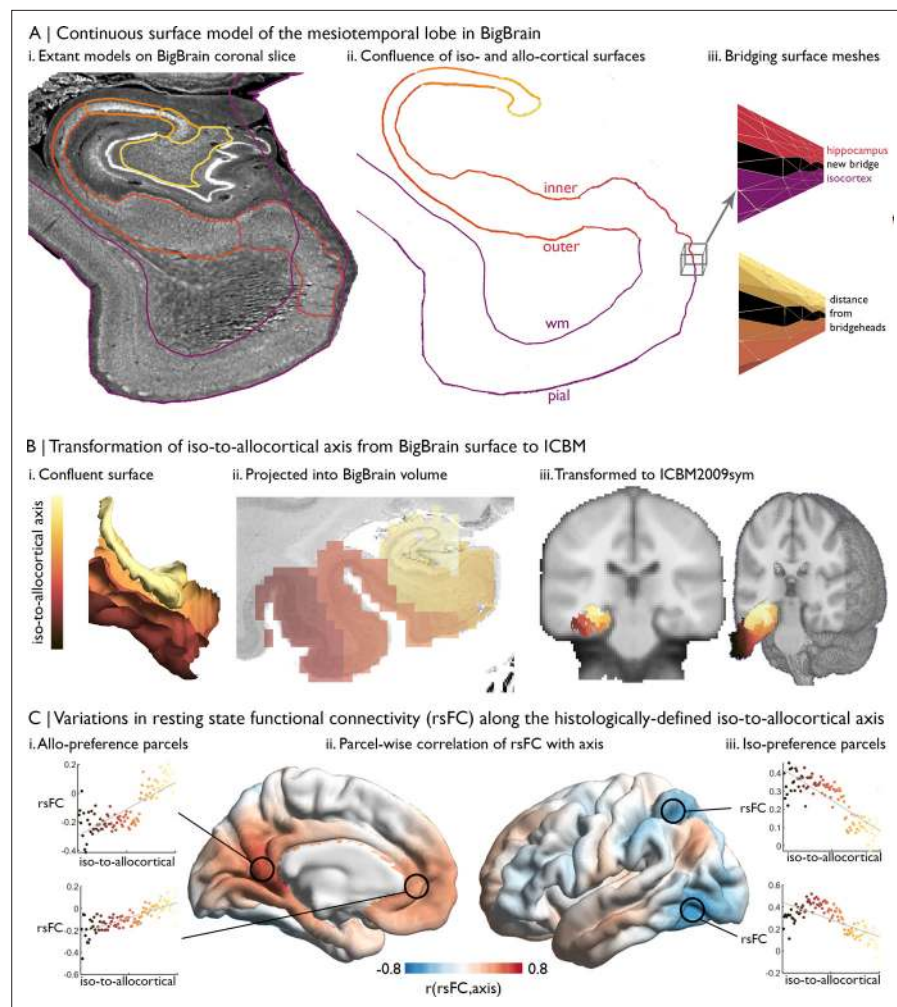 A | Continuous surface model of the mesiotemporal lobe in BigBrain
i. Extant models on BigBrain coronal slice
ii. Confluence of iso- and allo-cortical surfaces
iii. Bridging surface meshes
inner
outer
wm
pial
hippocampus
new bridge
isocortex
distance
from
bridgeheads
B | Transformation of iso-to-allocortical axis from BigBrain surface to ICBM
i. Confluent surface
ii. Projected into BigBrain volume
iii. Transformed to ICBM2009sym
iso-to-allocortical axis
C | Variations in resting state functional connectivity (rsFC) along the histologically-defined iso-to-allocortical axis
i. Allo-preference parcels
ii. Parcel-wise correlation of rsFC with axis
iii. Iso-preference parcels
0.2
0
rsFC
-0.2
-0.4
iso-to-allocortical
0.2
0
rsFC
-0.2
-0.6
iso-to-allocortical
-0.8
0.8
r(rsFC,axis)
rsFC
0.4
0.3
0.1
0
iso-to-allocortical
rsFC
0.6
0.4
0
-0.2
iso-to-allocortical